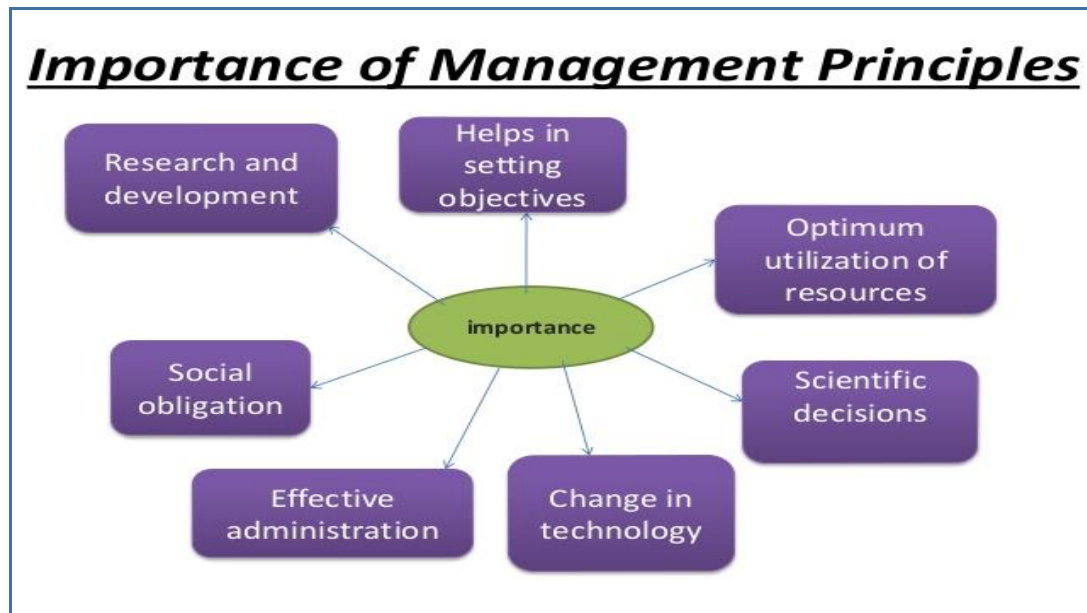 Importance of Management Principles
Research and
development
Helps in
setting
objectives
Optimum
utilization of
resources
importance
Social
obligation
Scientific
decisions
Effective
administration
Change in
technology